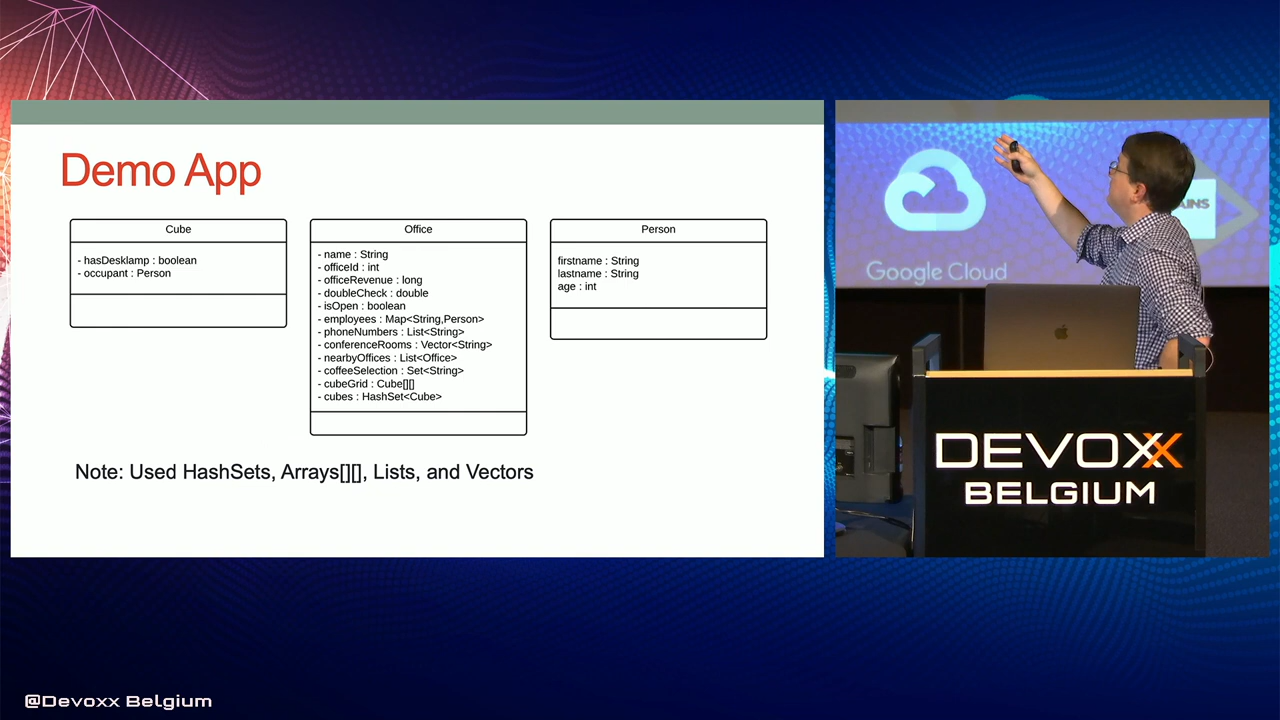 Demo App
Cube
- hasDesklamp : boolean
- occupant : Person
Office
- name : String
- officeId : int
- officeRevenue : long
- doubleCheck : double
- isOpen : boolean
- employees : Map<String,Person>
- phoneNumbers : List<String>
- conferenceRooms : Vector<String>
- nearbyOffices : List<Office>
- coffeeSelection : Set<String>
- cubeGrid : Cube[][]
- cubes : HashSet<Cube>
Person
firstname : String
lastname : String
age : int
Note: Used HashSets, Arrays[][], Lists, and Vectors
Google Cloud
DEVOXX
BELGIUM
@Devoxx Belgium